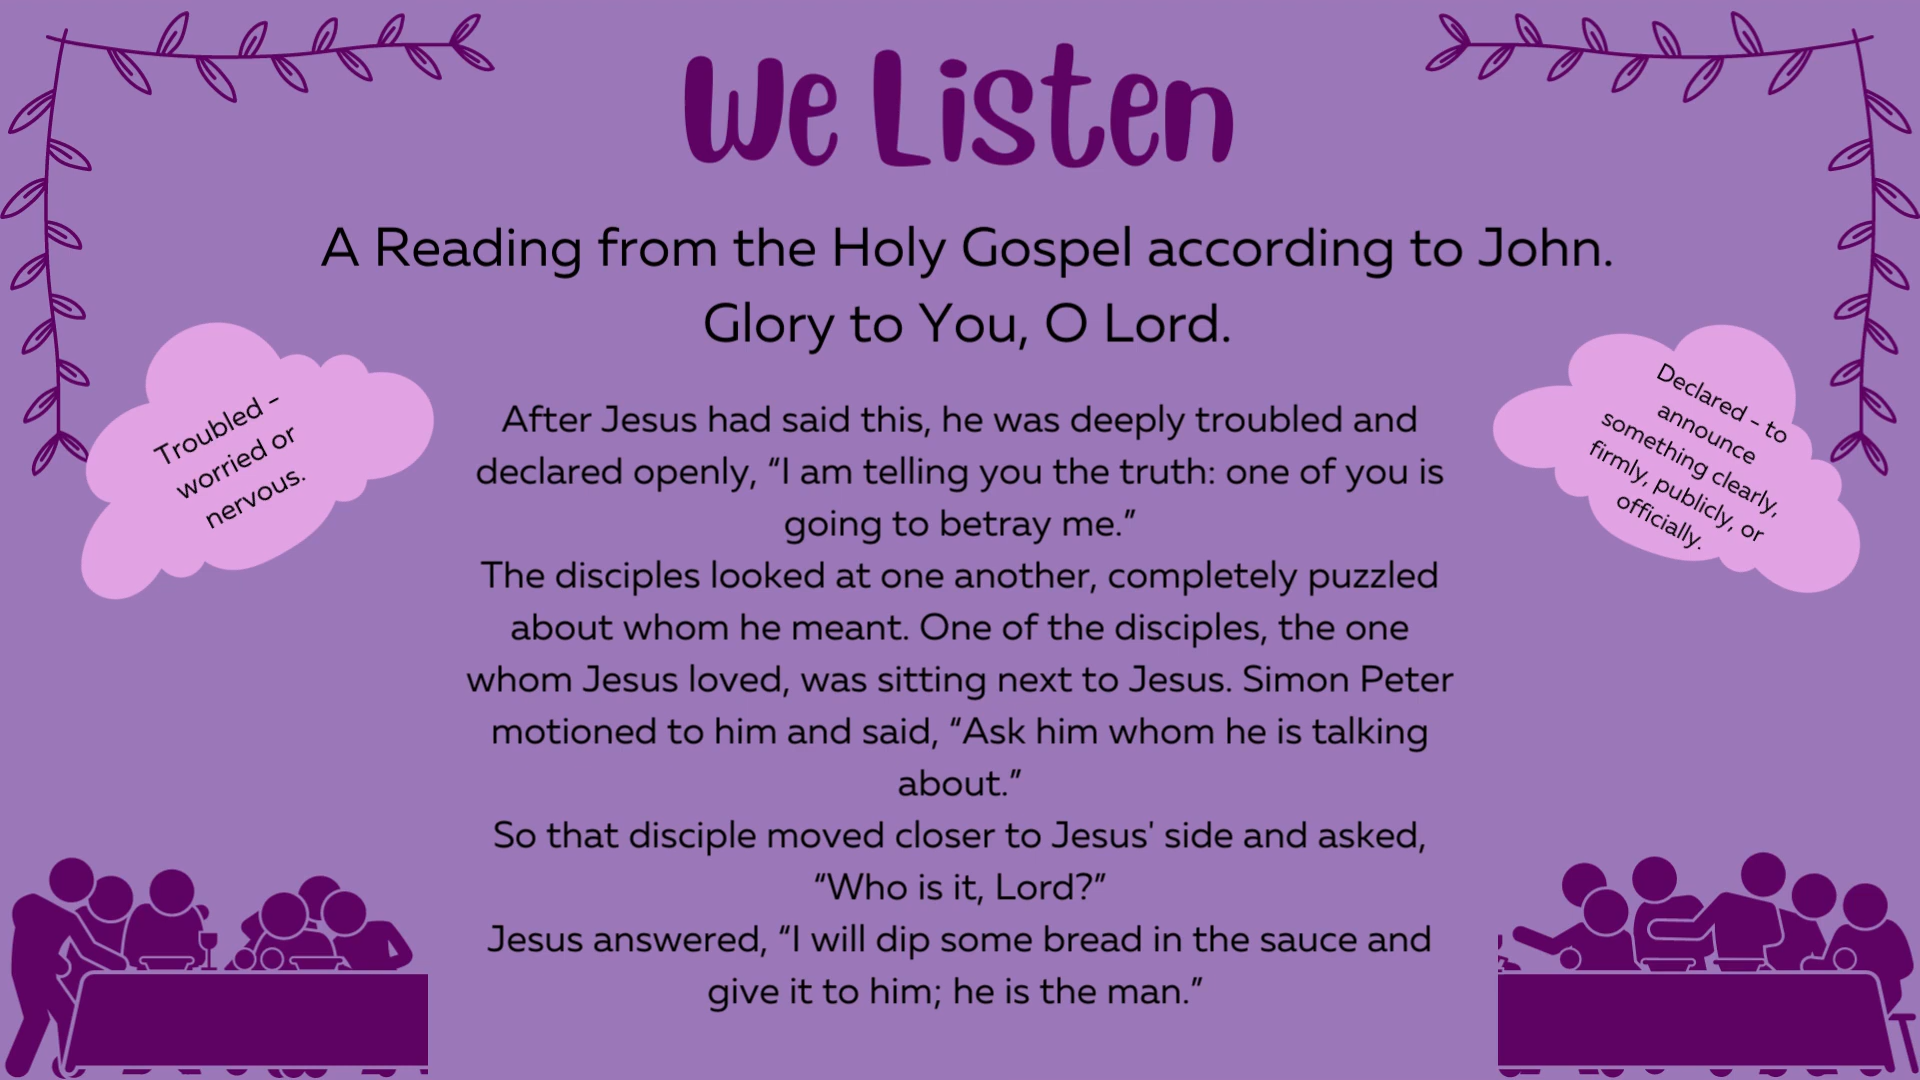 We Listen
A Reading from the Holy Gospel according to John.
Glory to You, O Lord.
Troubled -
worried or
nervous.
Declared - to
announce
something clearly,
firmly, publicly, or
officially.
After Jesus had said this, he was deeply troubled and
declared openly, “I am telling you the truth: one of you is
going to betray me.”
The disciples looked at one another, completely puzzled
about whom he meant. One of the disciples, the one
whom Jesus loved, was sitting next to Jesus. Simon Peter
motioned to him and said, “Ask him whom he is talking
about.”
So that disciple moved closer to Jesus' side and asked,
“Who is it, Lord?”
Jesus answered, “I will dip some bread in the sauce and
give it to him; he is the man.”